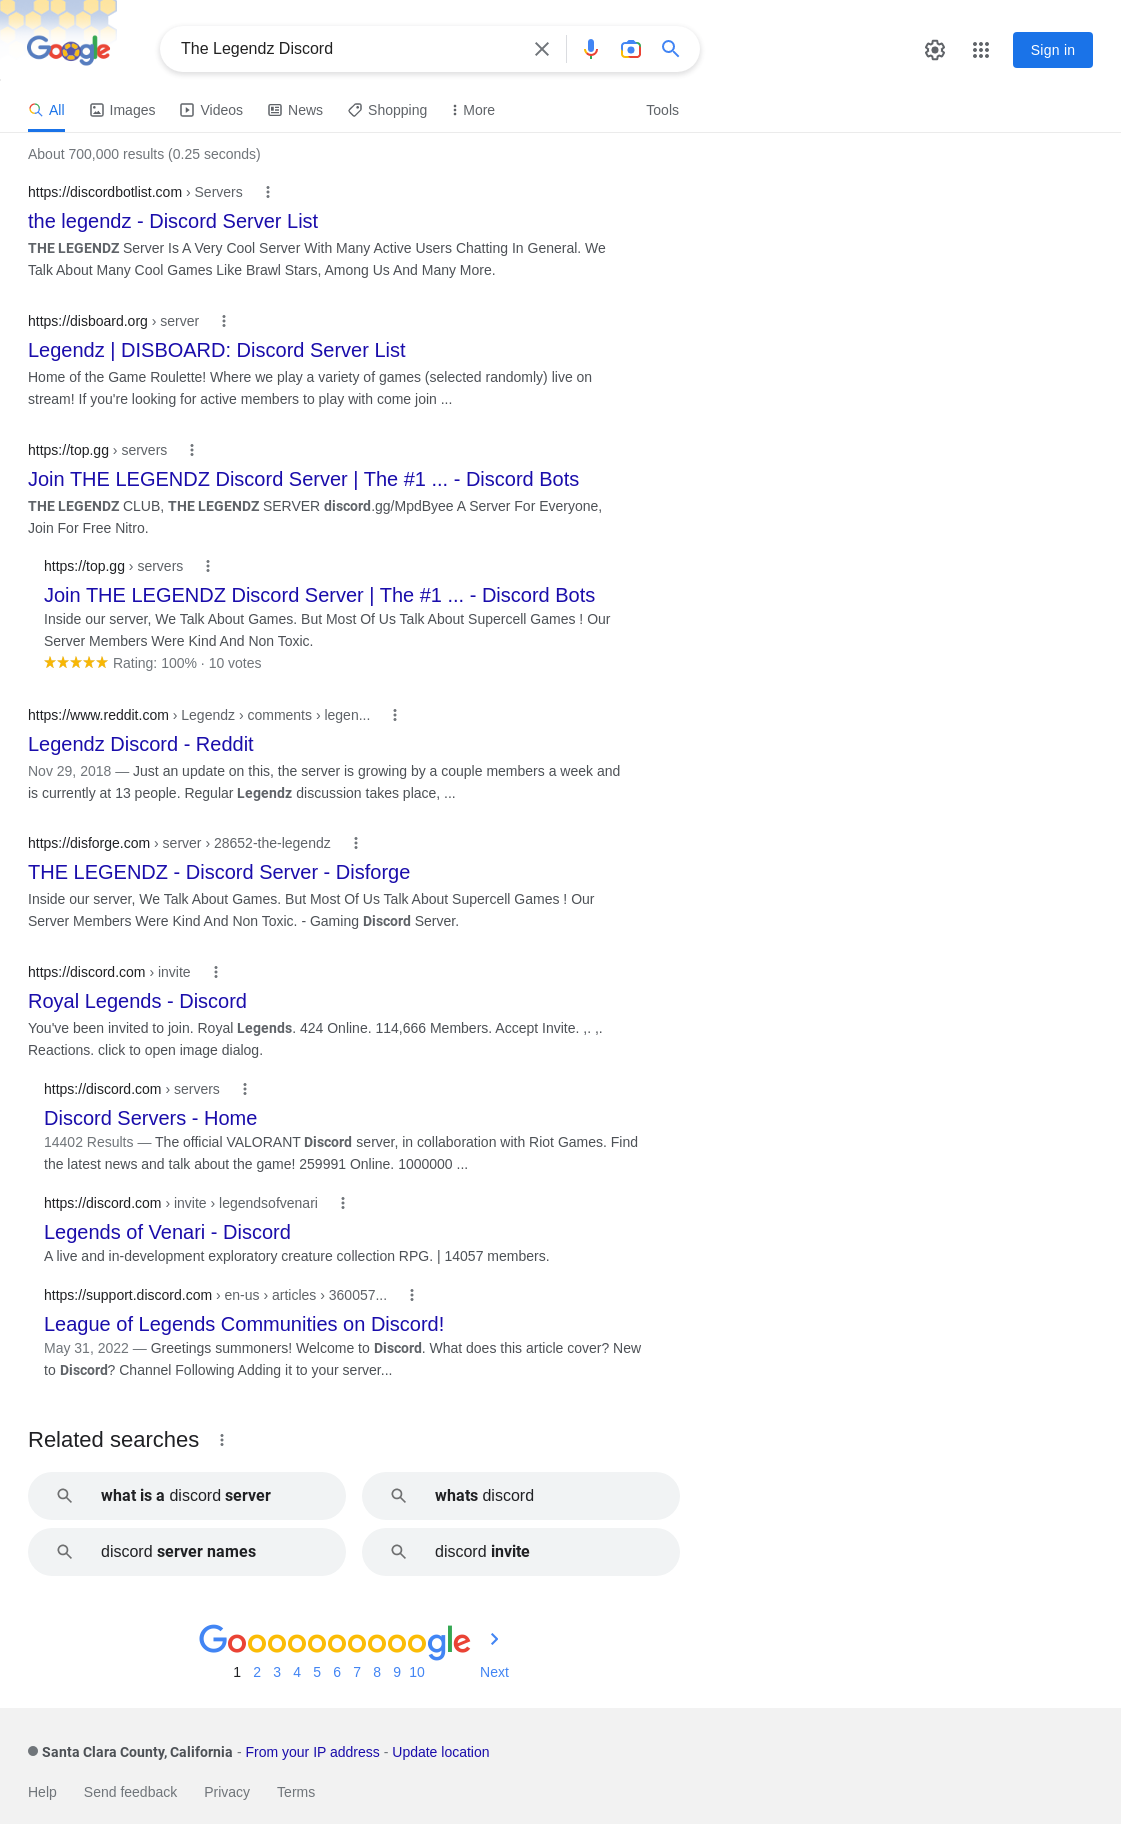 Google
The Legendz Discord
Sign in
All Images Videos News Shopping More Tools
About 700,000 results (0.25 seconds)
https://discordbotlist.com › Servers
the legendz - Discord Server List
THE LEGENDZ Server Is A Very Cool Server With Many Active Users Chatting In General. We
Talk About Many Cool Games Like Brawl Stars, Among Us And Many More.
https://disboard.org › server
Legendz | DISBOARD: Discord Server List
Home of the Game Roulette! Where we play a variety of games (selected randomly) live on
stream! If you're looking for active members to play with come join ...
https://top.gg › servers
Join THE LEGENDZ Discord Server | The #1 ... - Discord Bots
THE LEGENDZ CLUB, THE LEGENDZ SERVER discord.gg/MpdByee A Server For Everyone,
Join For Free Nitro.
https://top.gg › servers
Join THE LEGENDZ Discord Server | The #1 ... - Discord Bots
Inside our server, We Talk About Games. But Most Of Us Talk About Supercell Games ! Our
Server Members Were Kind And Non Toxic.
Rating: 100% · 10 votes
https://www.reddit.com › Legendz › comments › legen...
Legendz Discord - Reddit
Nov 29, 2018 — Just an update on this, the server is growing by a couple members a week and
is currently at 13 people. Regular Legendz discussion takes place, ...
https://disforge.com › server › 28652-the-legendz
THE LEGENDZ - Discord Server - Disforge
Inside our server, We Talk About Games. But Most Of Us Talk About Supercell Games ! Our
Server Members Were Kind And Non Toxic. - Gaming Discord Server.
https://discord.com › invite
Royal Legends - Discord
You've been invited to join. Royal Legends. 424 Online. 114,666 Members. Accept Invite. ,. ,.
Reactions. click to open image dialog.
https://discord.com › servers
Discord Servers - Home
14402 Results — The official VALORANT Discord server, in collaboration with Riot Games. Find
the latest news and talk about the game! 259991 Online. 1000000 ...
https://discord.com › invite › legendsofvenari
Legends of Venari - Discord
A live and in-development exploratory creature collection RPG. | 14057 members.
https://support.discord.com › en-us › articles › 360057...
League of Legends Communities on Discord!
May 31, 2022 — Greetings summoners! Welcome to Discord. What does this article cover? New
to Discord? Channel Following Adding it to your server...
Related searches
what is a discord server
whats discord
discord server names
discord invite
Goooooooooogle
1 2 3 4 5 6 7 8 9 10 Next
Santa Clara County, California - From your IP address - Update location
Help Send feedback Privacy Terms